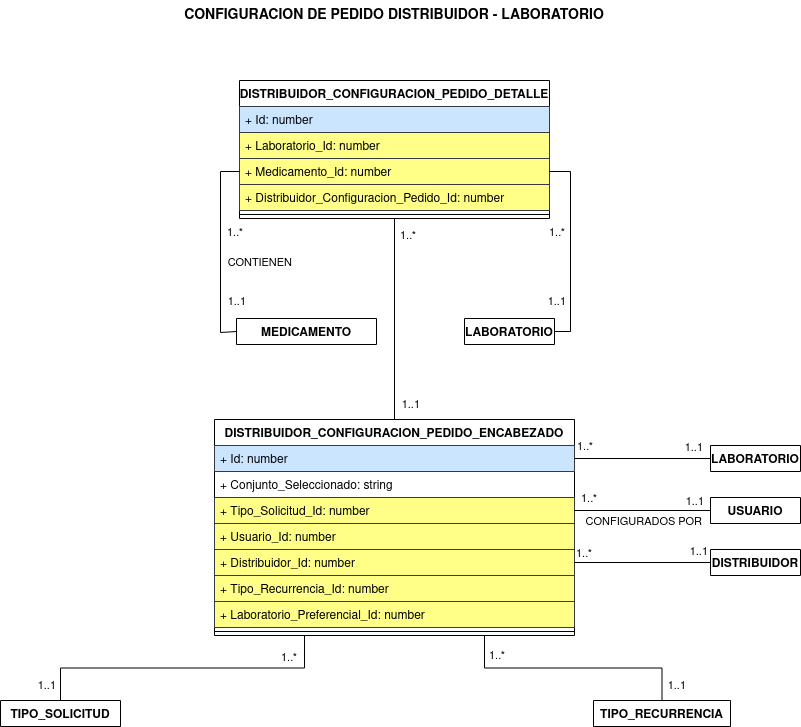 CONFIGURACION DE PEDIDO DISTRIBUIDOR - LABORATORIO
DISTRIBUIDOR_CONFIGURACION_PEDIDO_DETALLE
+ Id: number
+ Laboratorio_Id: number
+ Medicamento_Id: number
+ Distribuidor_Configuracion_Pedido_Id: number
1..*
1..*
1..*
CONTIENEN
1..1
1..1
MEDICAMENTO
LABORATORIO
1..1
DISTRIBUIDOR_CONFIGURACION_PEDIDO_ENCABEZADO
+ Id: number
+ Conjunto_Seleccionado: string
+ Tipo_Solicitud_Id: number
+ Usuario_Id: number
+ Distribuidor_Id: number
+ Tipo_Recurrencia_Id: number
+ Laboratorio_Preferencial_Id: number
1..*
1..1
LABORATORIO
1..*
1..1
USUARIO
CONFIGURADOS POR
1..*
1..1
DISTRIBUIDOR
1..*
1..*
1..1
1..1
TIPO_SOLICITUD
TIPO_RECURRENCIA